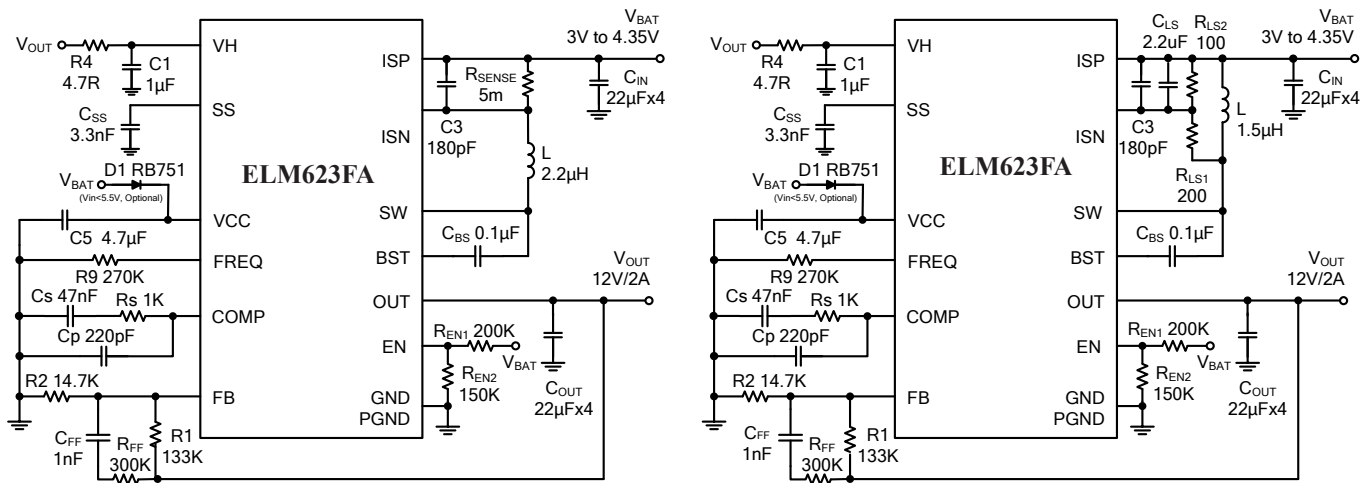 VBAT
3V to 4.35V
VOUT
R4
4.7R
C1
1µF
VH
ISP
RSENSE
5m
CIN
22µFx4
CSS
3.3nF
SS
ISN
C3
180pF
L
2.2µH
ELM623FA
D1 RB751
VBAT
(Vin<5.5V, Optional)
VCC
SW
C5 4.7µF
CBS 0.1µF
BST
FREQ
R9 270K
VOUT
12V/2A
OUT
Cs 47nF
Rs 1K
COMP
Cp 220pF
EN
REN1 200K
VBAT
REN2
150K
COUT
22µFx4
R2 14.7K
FB
GND
PGND
CFF
1nF
RFF
300K
R1
133K
CLS
2.2uF
RLS2
100
VBAT
3V to 4.35V
VOUT
R4
4.7R
C1
1µF
VH
ISP
CIN
22µFx4
CSS
3.3nF
SS
ISN
C3
180pF
L
1.5µH
ELM623FA
D1 RB751
VBAT
(Vin<5.5V, Optional)
RLS1
200
VCC
SW
C5 4.7µF
CBS 0.1µF
BST
FREQ
R9 270K
VOUT
12V/2A
OUT
Cs 47nF
Rs 1K
COMP
Cp 220pF
EN
REN1 200K
VBAT
REN2
150K
COUT
22µFx4
R2 14.7K
FB
GND
PGND
CFF
1nF
RFF
300K
R1
133K